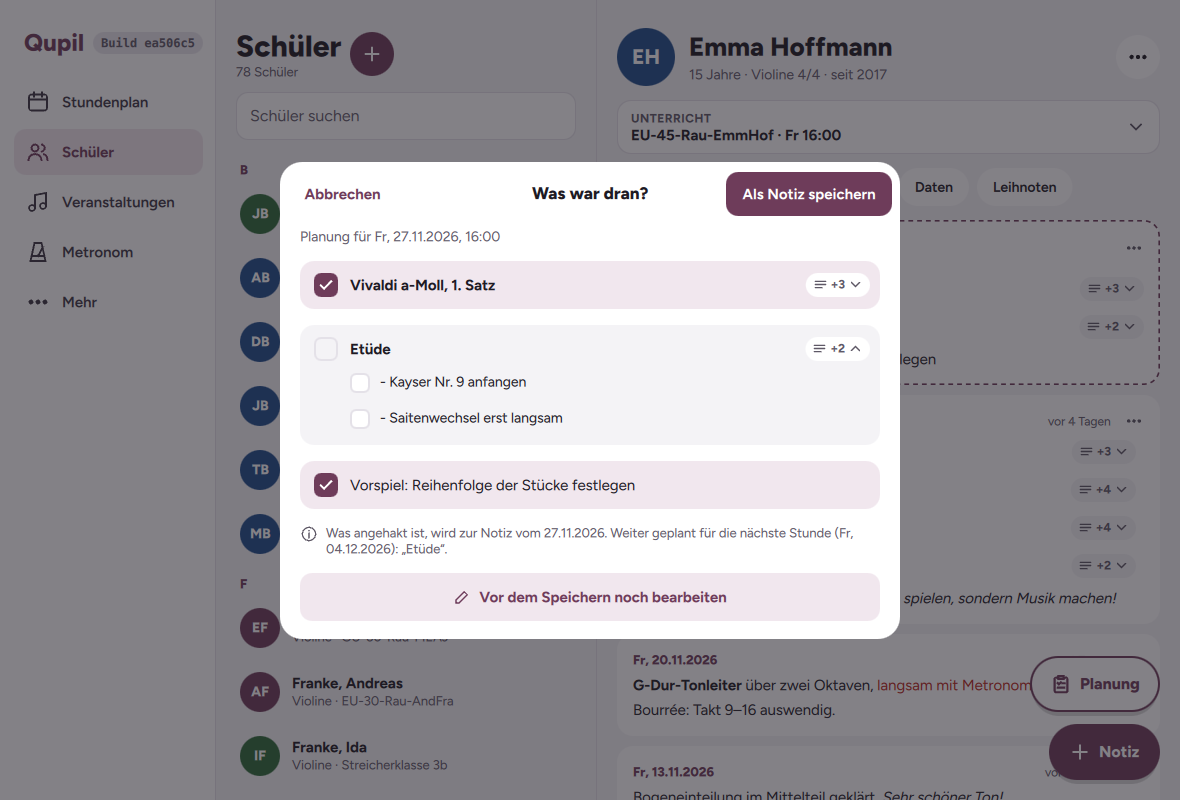 Qupil
Build ea506c5
Stundenplan
Schüler
Veranstaltungen
Metronom
Mehr
Schüler
78 Schüler
Schüler suchen
B
JB
AB
DB
JB
TB
MB
F
EF
AF
Franke, Andreas
Violine · EU-30-Rau-AndFra
IF
Franke, Ida
Violine · Streicherklasse 3b
EH
Emma Hoffmann
15 Jahre · Violine 4/4 · seit 2017
UNTERRICHT
EU-45-Rau-EmmHof · Fr 16:00
Daten
Leihnoten
+3
+2
legen
vor 4 Tagen
+3
+4
+4
+2
spielen, sondern Musik machen!
Fr, 20.11.2026
G-Dur-Tonleiter über zwei Oktaven, langsam mit Metronom
Bourrée: Takt 9–16 auswendig.
Fr, 13.11.2026
Bogeneinteilung im Mittelteil geklärt. Sehr schöner Ton!
Planung
Notiz
Abbrechen
Was war dran?
Als Notiz speichern
Planung für Fr, 27.11.2026, 16:00
Vivaldi a-Moll, 1. Satz
+3
Etüde
+2
- Kayser Nr. 9 anfangen
- Saitenwechsel erst langsam
Vorspiel: Reihenfolge der Stücke festlegen
Was angehakt ist, wird zur Notiz vom 27.11.2026. Weiter geplant für die nächste Stunde (Fr,
04.12.2026): „Etüde“.
Vor dem Speichern noch bearbeiten